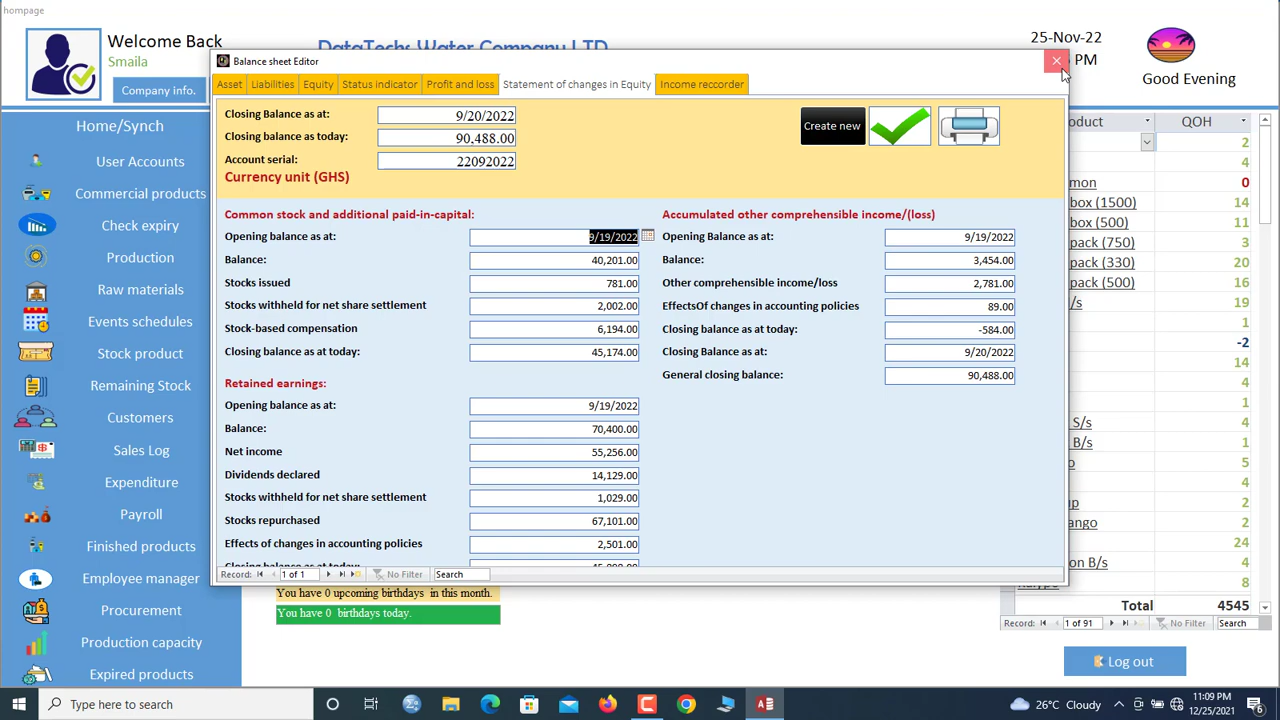 hompage
Welcome Back
Smaila
Company info.
DataTechs Water Company LTD
25-Nov-22
PM
Good Evening
Balance sheet Editor
Asset
Liabilities
Equity
Status indicator
Profit and loss
Statement of changes in Equity
Income reccorder
Closing Balance as at: 9/20/2022
Closing balance as today: 90,488.00
Account serial: 22092022
Currency unit (GHS)
Create new
Common stock and additional paid-in-capital:
Opening balance as at: 9/19/2022
Balance: 40,201.00
Stocks issued 781.00
Stocks withheld for net share settlement 2,002.00
Stock-based compensation 6,194.00
Closing balance as at today: 45,174.00
Retained earnings:
Opening balance as at: 9/19/2022
Balance: 70,400.00
Net income 55,256.00
Dividends declared 14,129.00
Stocks withheld for net share settlement 1,029.00
Stocks repurchased 67,101.00
Effects of changes in accounting policies 2,501.00
Closing balance as at today:
Accumulated other comprehensible income/(loss)
Opening Balance as at: 9/19/2022
Balance: 3,454.00
Other comprehensible income/loss 2,781.00
EffectsOf changes in accounting policies 89.00
Closing balance as at today: -584.00
Closing Balance as at: 9/20/2022
General closing balance: 90,488.00
Record: 1 of 1 No Filter Search
You have 0 upcoming birthdays in this month.
You have 0 birthdays today.
Home/Synch
User Accounts
Commercial products
Check expiry
Production
Raw materials
Events schedules
Stock product
Remaining Stock
Customers
Sales Log
Expenditure
Payroll
Finished products
Employee manager
Procurement
Production capacity
Expired products
oduct QOH
2
4
mon 0
box (1500) 14
box (500) 11
pack (750) 3
pack (330) 20
pack (500) 16
/s 19
1
-2
14
4
1
S/s 4
B/s 1
o 5
4
up 2
ango 2
24
on B/s 4
8
Total 4545
Record: 1 of 91 No Filter Search
Log out
Type here to search
26°C Cloudy
11:09 PM
12/25/2021
6